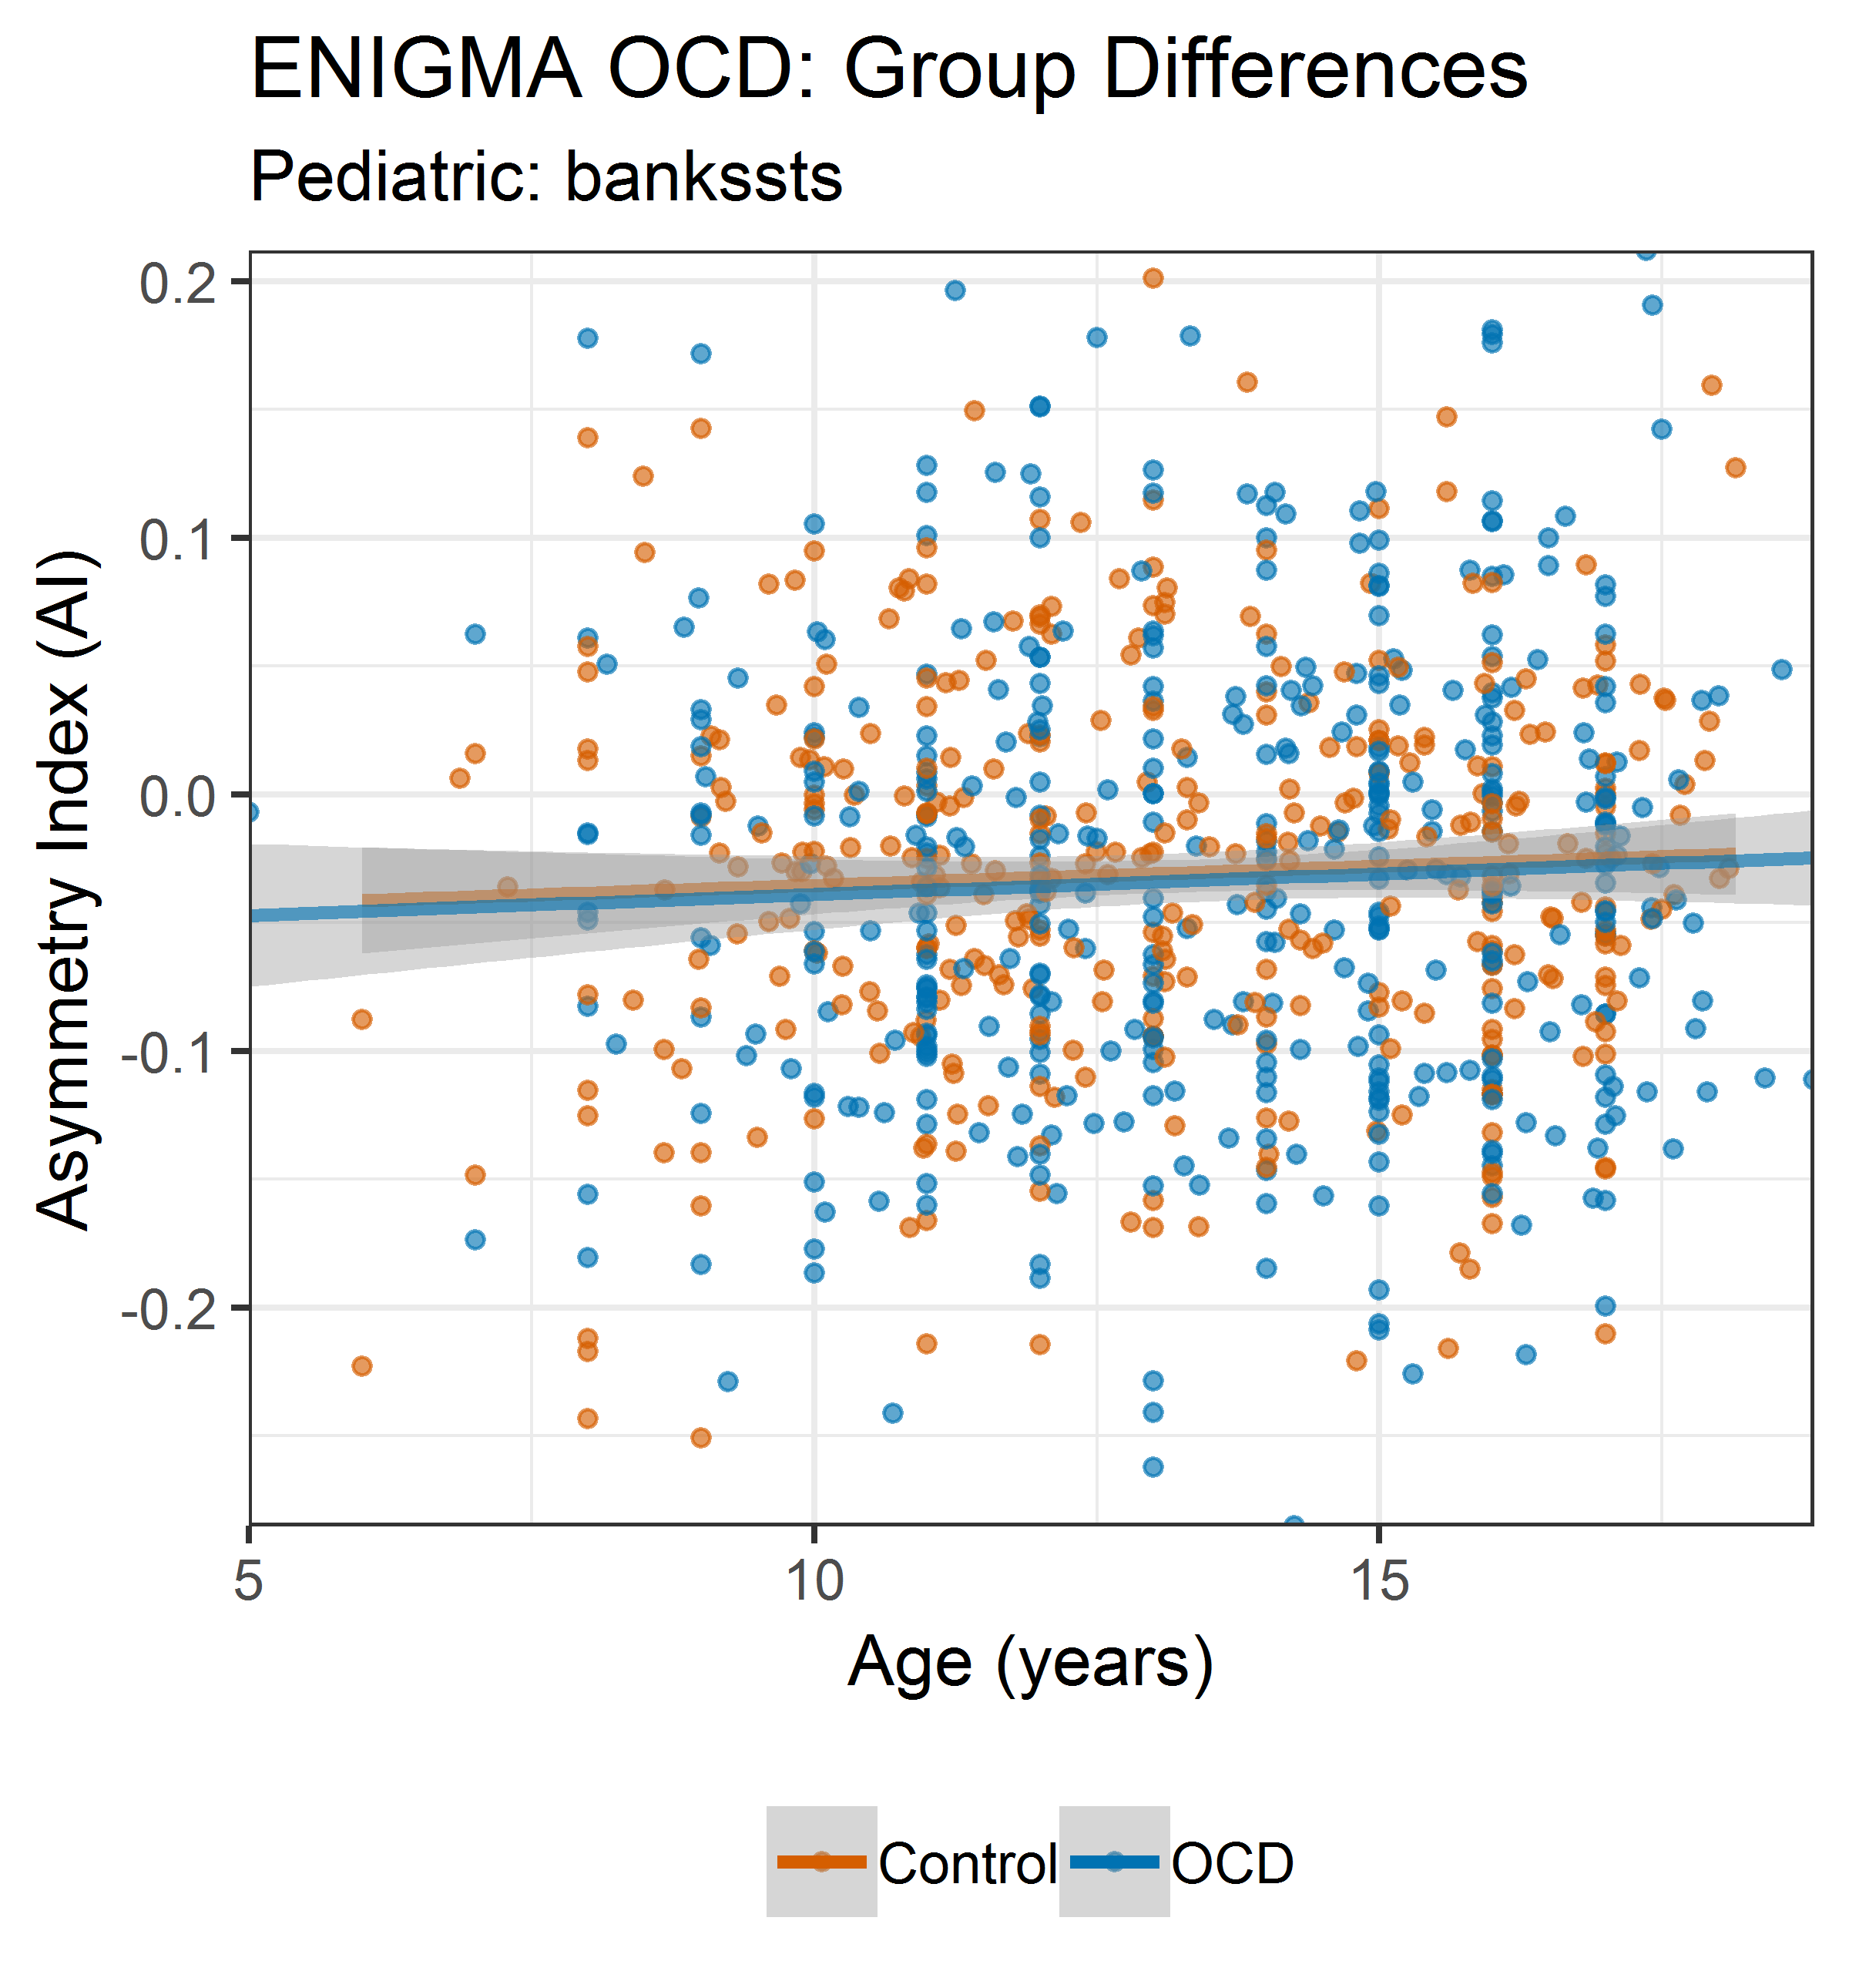 ENIGMA OCD: Group Differences
Pediatric: bankssts
0.2
0.1
0.0
-0.1
-0.2
Asymmetry Index (AI)
5 10 15
Age (years)
Control OCD